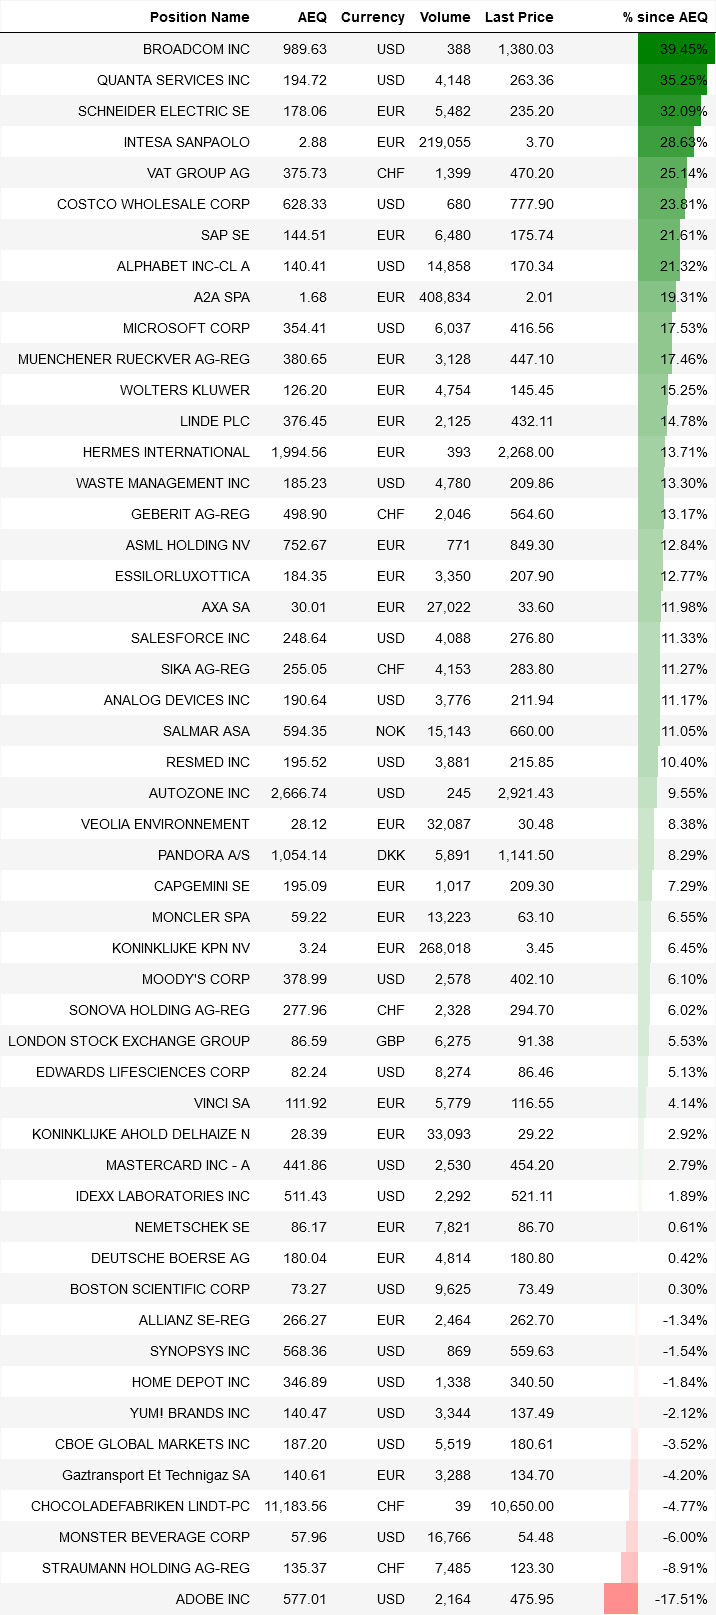 Position Name AEQ Currency Volume Last Price % since AEQ
BROADCOM INC 989.63 USD 388 1,380.03 39.45%
QUANTA SERVICES INC 194.72 USD 4,148 263.36 35.25%
SCHNEIDER ELECTRIC SE 178.06 EUR 5,482 235.20 32.09%
INTESA SANPAOLO 2.88 EUR 219,055 3.70 28.63%
VAT GROUP AG 375.73 CHF 1,399 470.20 25.14%
COSTCO WHOLESALE CORP 628.33 USD 680 777.90 23.81%
SAP SE 144.51 EUR 6,480 175.74 21.61%
ALPHABET INC-CL A 140.41 USD 14,858 170.34 21.32%
A2A SPA 1.68 EUR 408,834 2.01 19.31%
MICROSOFT CORP 354.41 USD 6,037 416.56 17.53%
MUENCHENER RUECKVER AG-REG 380.65 EUR 3,128 447.10 17.46%
WOLTERS KLUWER 126.20 EUR 4,754 145.45 15.25%
LINDE PLC 376.45 EUR 2,125 432.11 14.78%
HERMES INTERNATIONAL 1,994.56 EUR 393 2,268.00 13.71%
WASTE MANAGEMENT INC 185.23 USD 4,780 209.86 13.30%
GEBERIT AG-REG 498.90 CHF 2,046 564.60 13.17%
ASML HOLDING NV 752.67 EUR 771 849.30 12.84%
ESSILORLUXOTTICA 184.35 EUR 3,350 207.90 12.77%
AXA SA 30.01 EUR 27,022 33.60 11.98%
SALESFORCE INC 248.64 USD 4,088 276.80 11.33%
SIKA AG-REG 255.05 CHF 4,153 283.80 11.27%
ANALOG DEVICES INC 190.64 USD 3,776 211.94 11.17%
SALMAR ASA 594.35 NOK 15,143 660.00 11.05%
RESMED INC 195.52 USD 3,881 215.85 10.40%
AUTOZONE INC 2,666.74 USD 245 2,921.43 9.55%
VEOLIA ENVIRONNEMENT 28.12 EUR 32,087 30.48 8.38%
PANDORA A/S 1,054.14 DKK 5,891 1,141.50 8.29%
CAPGEMINI SE 195.09 EUR 1,017 209.30 7.29%
MONCLER SPA 59.22 EUR 13,223 63.10 6.55%
KONINKLIJKE KPN NV 3.24 EUR 268,018 3.45 6.45%
MOODY'S CORP 378.99 USD 2,578 402.10 6.10%
SONOVA HOLDING AG-REG 277.96 CHF 2,328 294.70 6.02%
LONDON STOCK EXCHANGE GROUP 86.59 GBP 6,275 91.38 5.53%
EDWARDS LIFESCIENCES CORP 82.24 USD 8,274 86.46 5.13%
VINCI SA 111.92 EUR 5,779 116.55 4.14%
KONINKLIJKE AHOLD DELHAIZE N 28.39 EUR 33,093 29.22 2.92%
MASTERCARD INC - A 441.86 USD 2,530 454.20 2.79%
IDEXX LABORATORIES INC 511.43 USD 2,292 521.11 1.89%
NEMETSCHEK SE 86.17 EUR 7,821 86.70 0.61%
DEUTSCHE BOERSE AG 180.04 EUR 4,814 180.80 0.42%
BOSTON SCIENTIFIC CORP 73.27 USD 9,625 73.49 0.30%
ALLIANZ SE-REG 266.27 EUR 2,464 262.70 -1.34%
SYNOPSYS INC 568.36 USD 869 559.63 -1.54%
HOME DEPOT INC 346.89 USD 1,338 340.50 -1.84%
YUM! BRANDS INC 140.47 USD 3,344 137.49 -2.12%
CBOE GLOBAL MARKETS INC 187.20 USD 5,519 180.61 -3.52%
Gaztransport Et Technigaz SA 140.61 EUR 3,288 134.70 -4.20%
CHOCOLADEFABRIKEN LINDT-PC 11,183.56 CHF 39 10,650.00 -4.77%
MONSTER BEVERAGE CORP 57.96 USD 16,766 54.48 -6.00%
STRAUMANN HOLDING AG-REG 135.37 CHF 7,485 123.30 -8.91%
ADOBE INC 577.01 USD 2,164 475.95 -17.51%